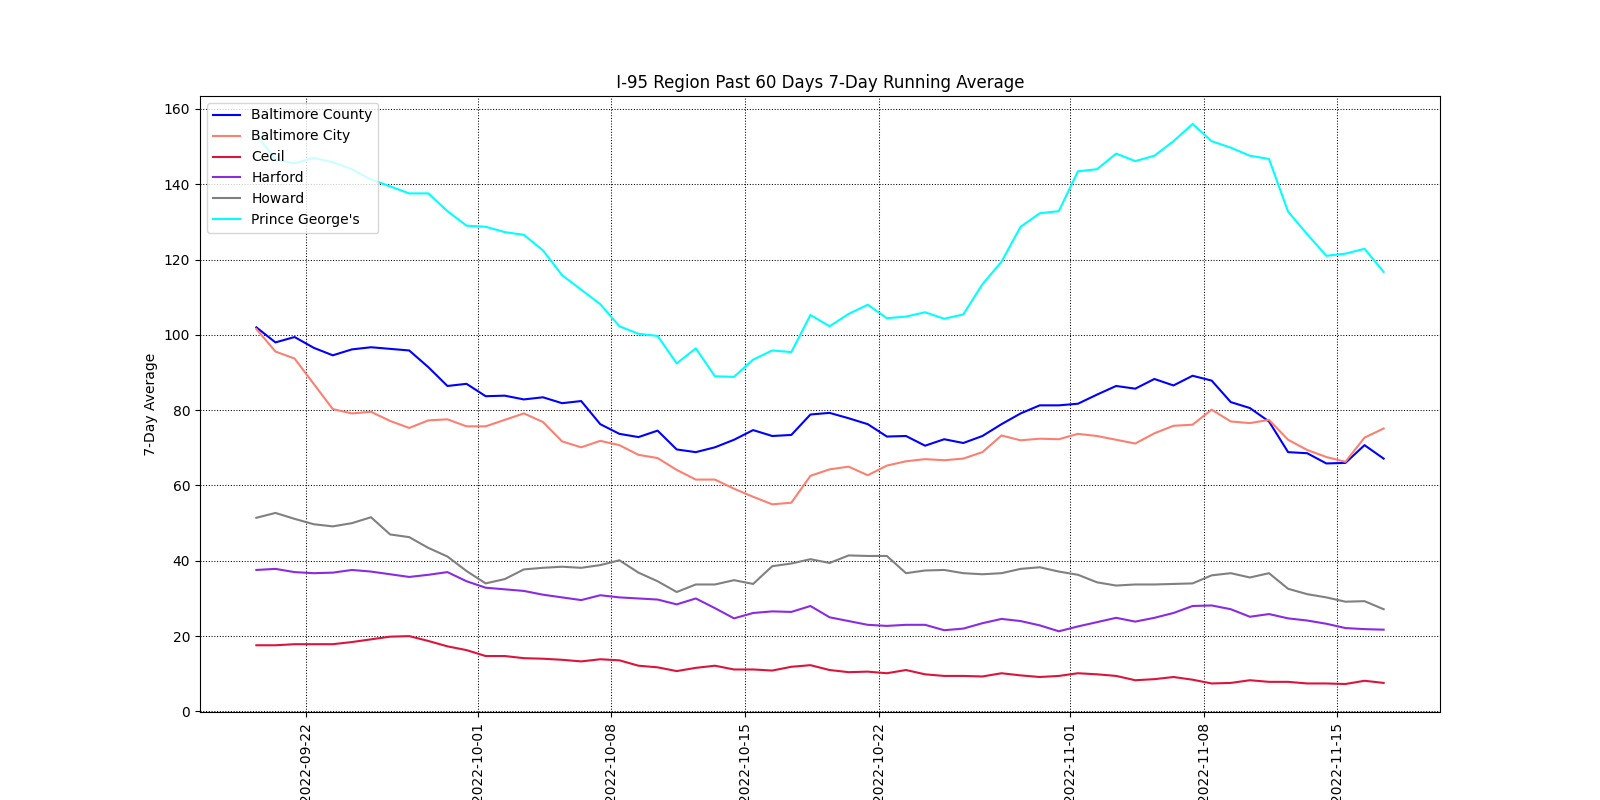 I-95 Region Past 60 Days 7-Day Running Average
7-Day Average
160
140
120
100
80
60
40
20
0
Baltimore County
Baltimore City
Cecil
Harford
Howard
Prince George's
2022-09-22
2022-10-01
2022-10-08
2022-10-15
2022-10-22
2022-11-01
2022-11-08
2022-11-15